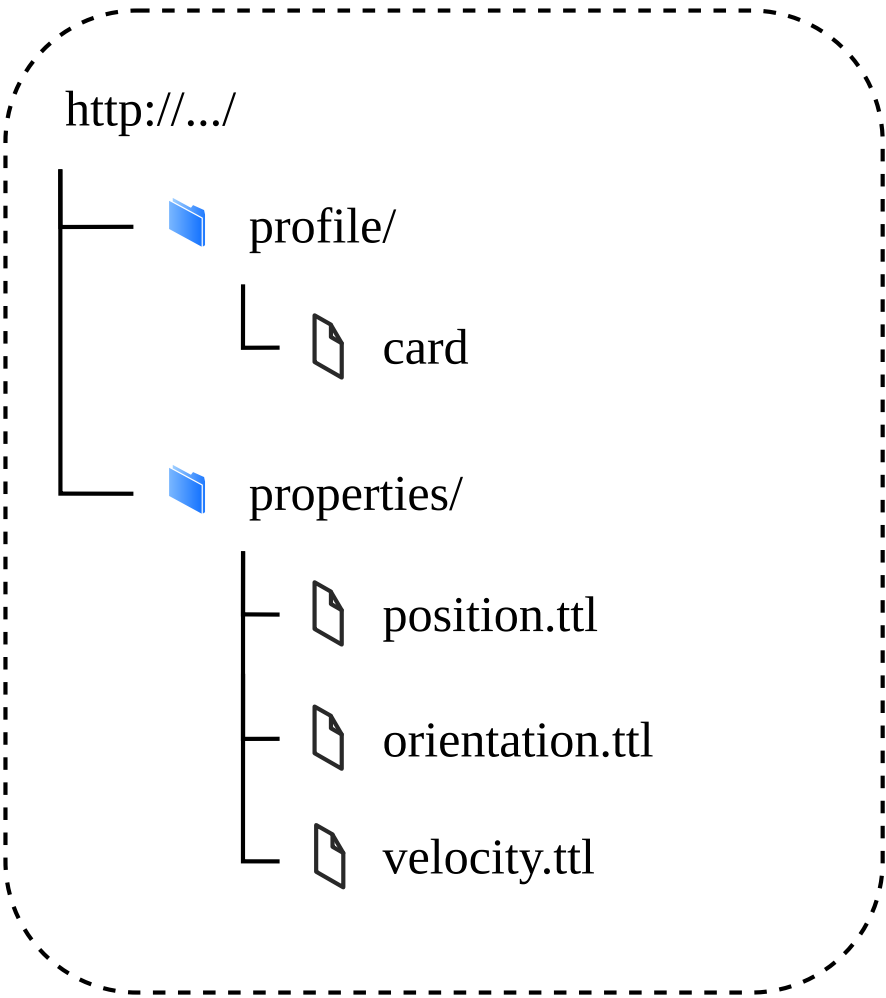 http://.../
profile/
card
properties/
position.ttl
orientation.ttl
velocity.ttl